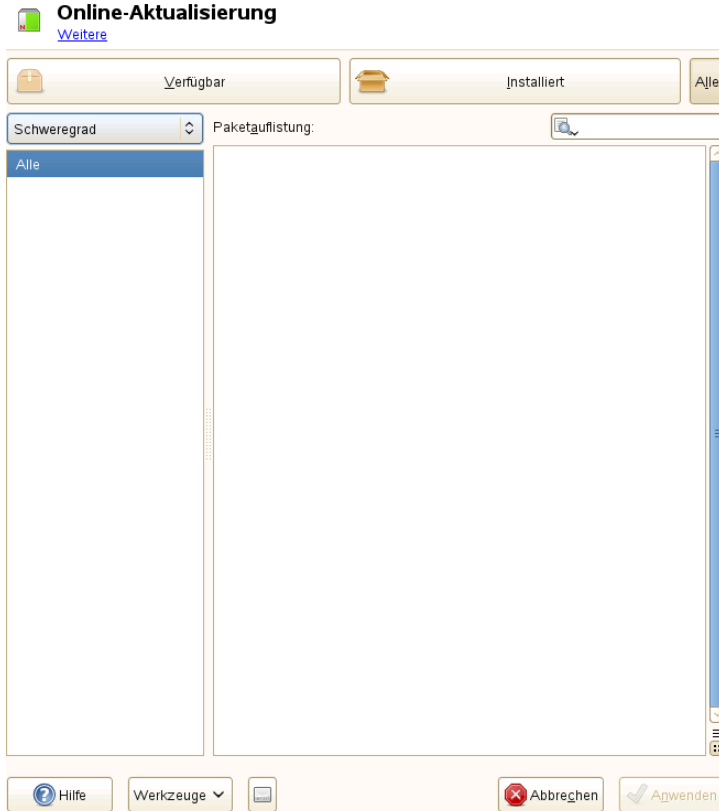 Online-Aktualisierung
Weitere
Verfügbar
Installiert
Alle
Schweregrad
Paketauflistung:
Alle
Hilfe
Werkzeuge
Abbrechen
Anwenden